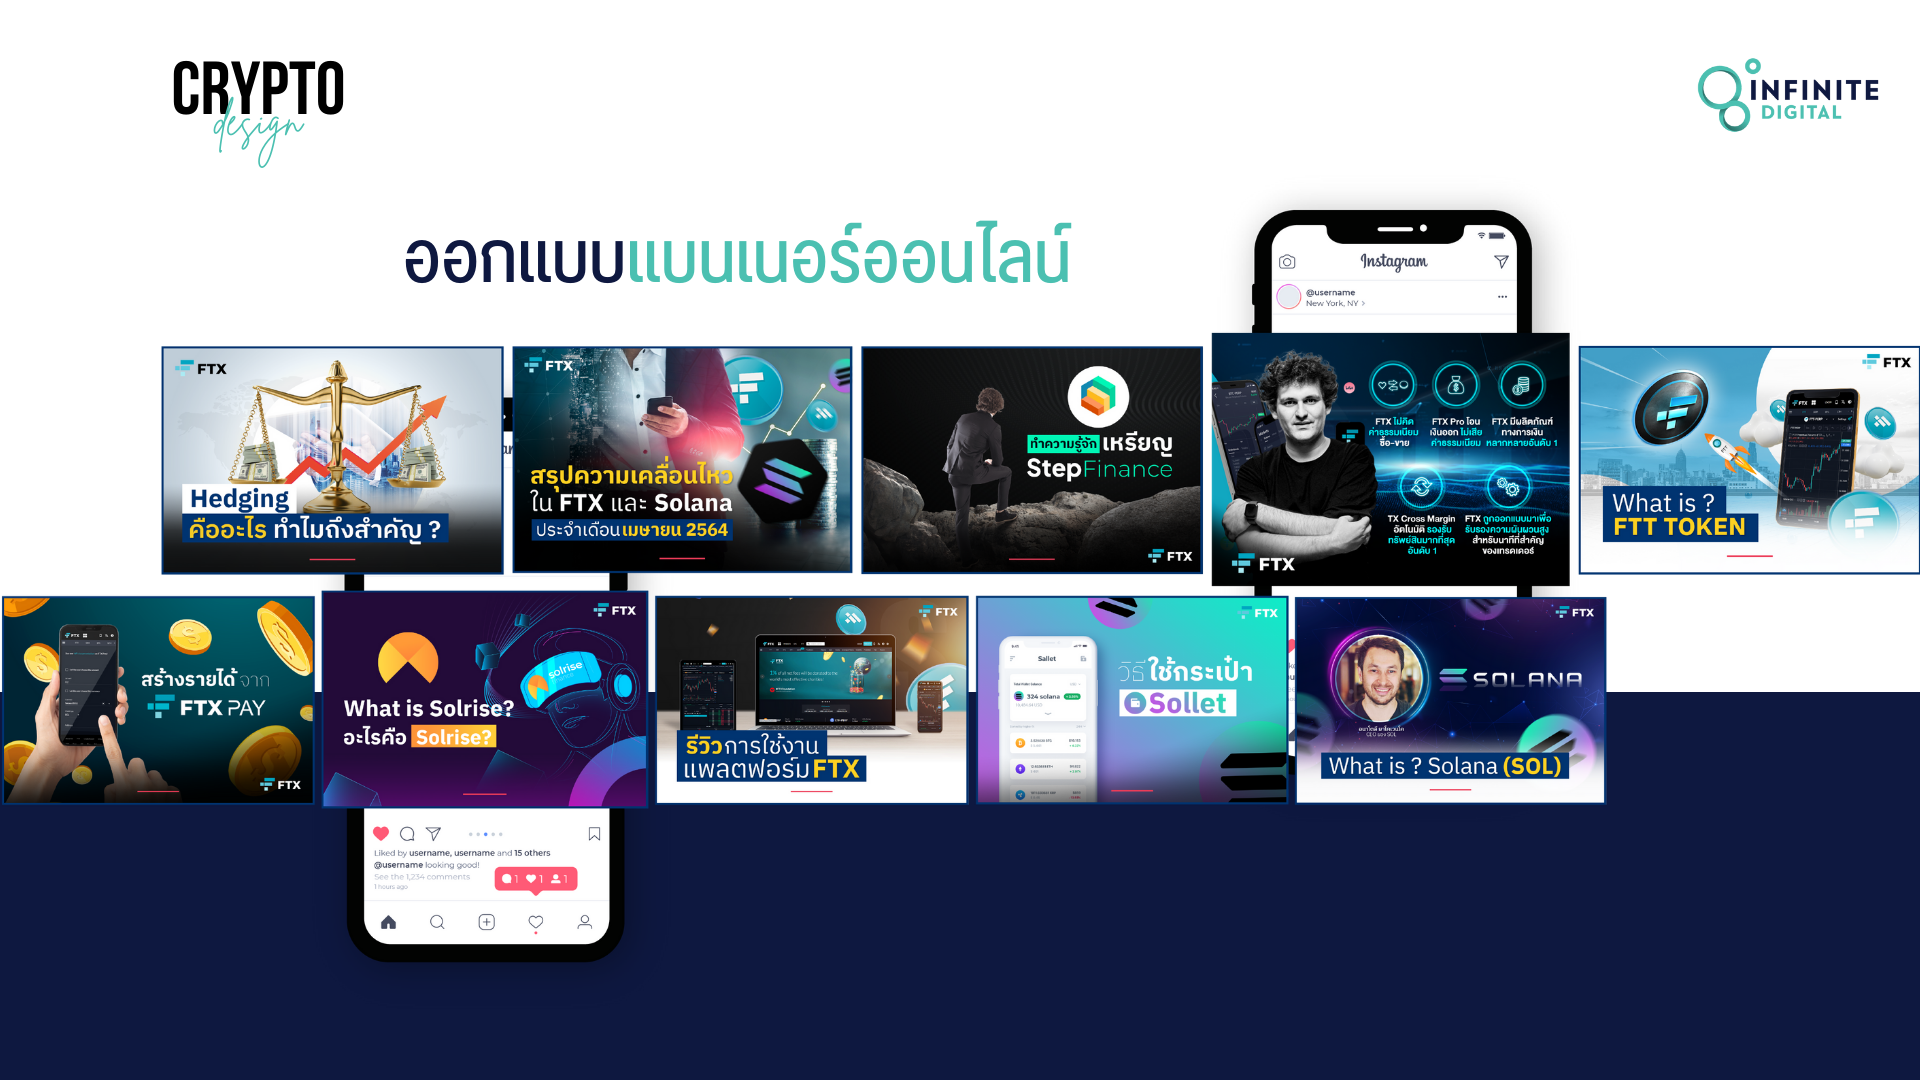 CRYPTO
design
INFINITE
DIGITAL
ออกแบบแบนเนอร์ออนไลน์
Instagram
@username
New York, NY >
FTX
Hedging
คืออะไร ทำไมถึงสำคัญ ?
FTX
สรุปความเคลื่อนไหว
ใน FTX และ Solana
ประจำเดือนเมษายน 2564
ทำความรู้จัก เหรียญ
StepFinance
FTX
FTX ไม่คิด
ค่าธรรมเนียม
ซื้อ-ขาย
FTX Pro โอน
เงินออก ไม่เสีย
ค่าธรรมเนียม
FTX มีผลิตภัณฑ์
ทางการเงิน
หลากหลายอันดับ 1
TX Cross Margin
อัตโนมัติ รองรับ
ทรัพย์สินมากที่สุด
อันดับ 1
FTX ถูกออกแบบมาเพื่อ
รับรองความผันผวนสูง
สำหรับนาทีที่สำคัญ
ของเทรดเดอร์
FTX
FTX
What is ?
FTT TOKEN
สร้างรายได้ จาก
FTX PAY
FTX
FTX
solrise
What is Solrise?
อะไรคือ Solrise?
FTX
รีวิวการใช้งาน
แพลตฟอร์มFTX
FTX
Sallet
324 solana
วิธีใช้กระเป๋า
Sollet
FTX
SOLANA
CEO ของ SOL
What is ? Solana (SOL)
Liked by username, username and 15 others
@username looking good!
See the 1,234 comments
1 hours ago
1 1 1